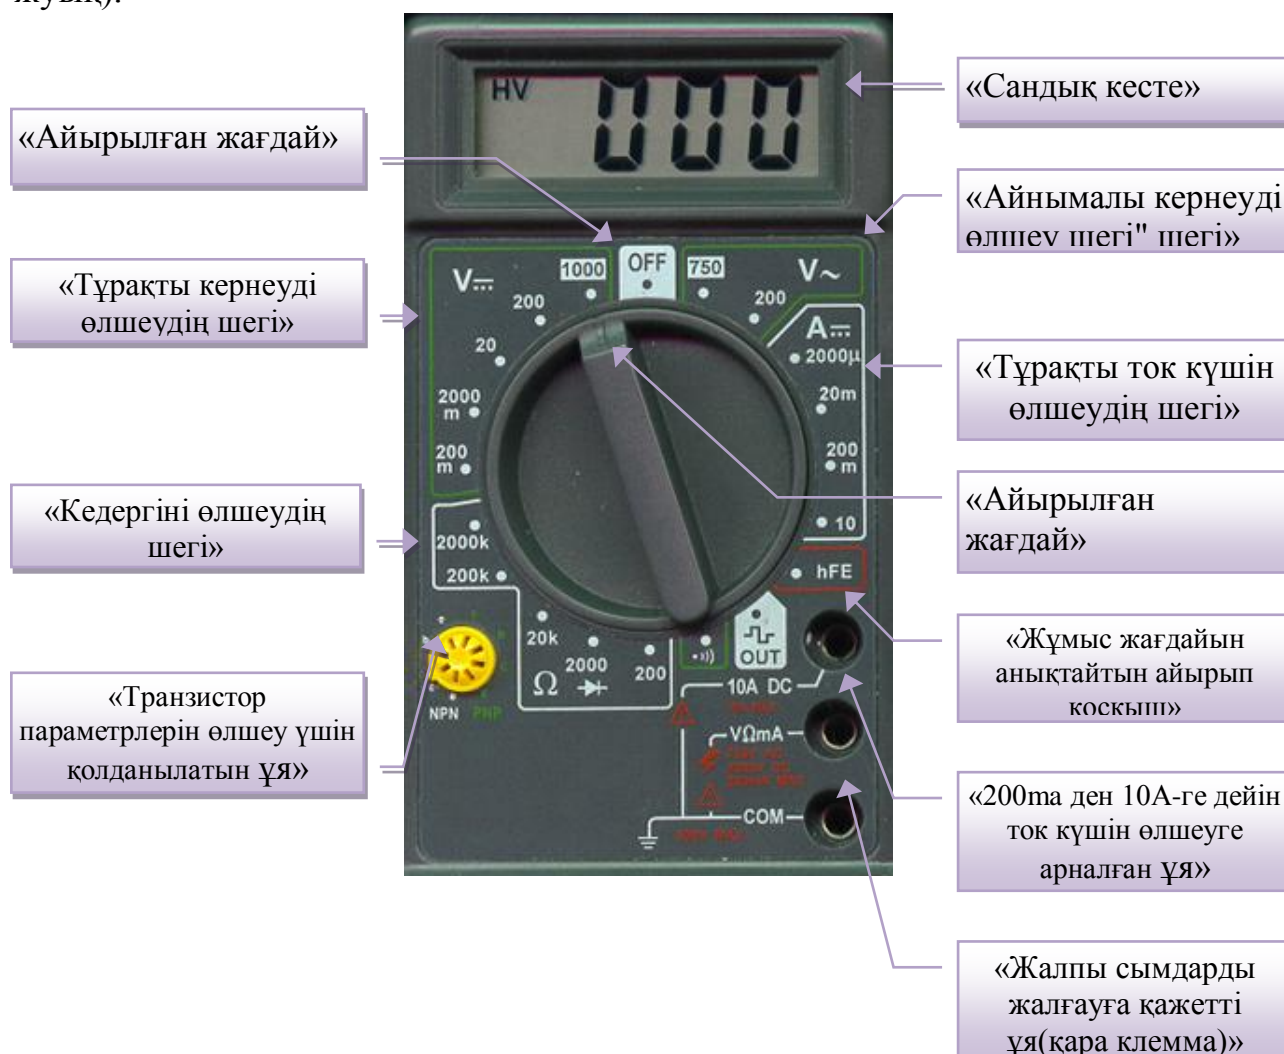 жуық).
«Айырылған жағдай»
«Тұрақты кернеуді
өлшеудің шегі»
«Кедергіні өлшеудің
шегі»
«Транзистор
параметрлерін өлшеу үшін
қолданылатын ұя»
HV 000
V⎓ 1000 OFF 750 V~
200 200
A⎓
20 2000µ
2000
m
20m
200
m
200
m
10
2000k
200k
hFE
20k
2000
200
Ω
•))) OUT
NPN PNP
10A DC
VΩmA
COM
«Сандық кесте»
«Айнымалы кернеуді
өлшеу шегі" шегі»
«Тұрақты ток күшін
өлшеудің шегі»
«Айырылған
жағдай»
«Жұмыс жағдайын
анықтайтын айырып
қосқыш»
«200ma ден 10А-ге дейін
ток күшін өлшеуге
арналған ұя»
«Жалпы сымдарды
жалғауға қажетті
ұя(қара клемма)»